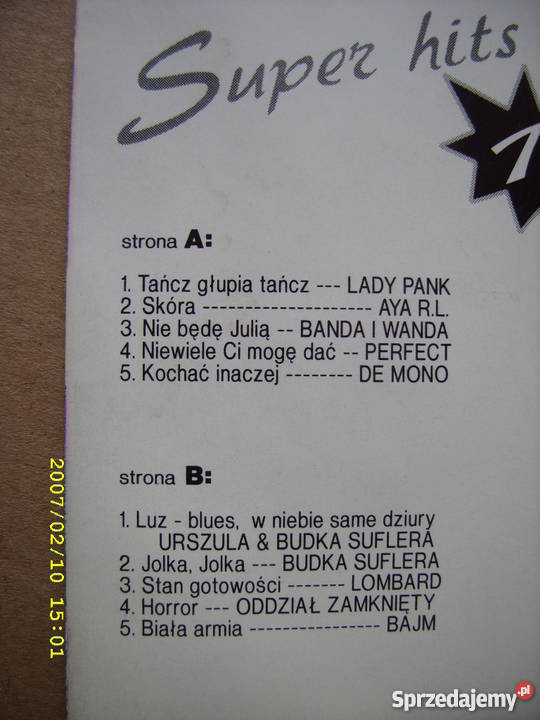 Super hits
1
strona A:
1. Tańcz głupia tańcz --- LADY PANK
2. Skóra --------------------- AYA R.L.
3. Nie będę Julią -- BANDA I WANDA
4. Niewiele Ci mogę dać -- PERFECT
5. Kochać inaczej -------- DE MONO
strona B:
1. Luz - blues, w niebie same dziury
URSZULA & BUDKA SUFLERA
2. Jolka, Jolka --- BUDKA SUFLERA
3. Stan gotowości ------- LOMBARD
4. Horror --- ODDZIAŁ ZAMKNIĘTY
5. Biała armia ---------------- BAJM
2007/02/10 15:01
Sprzedajemy.pl